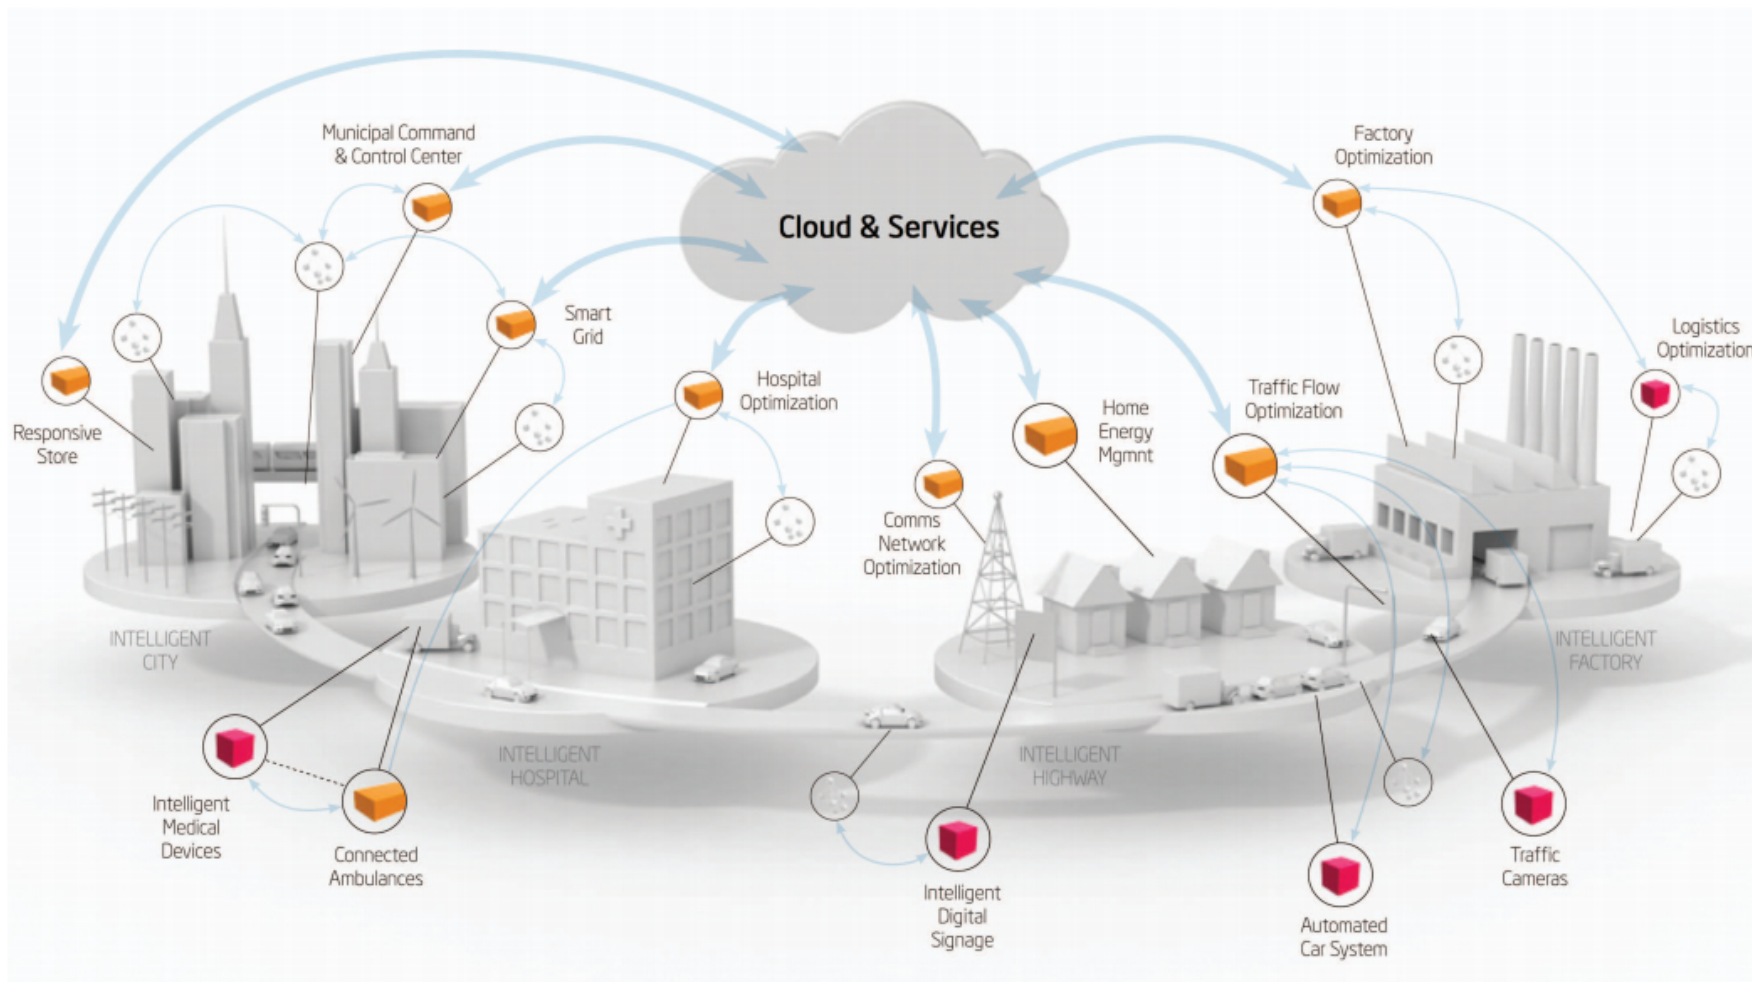 Municipal Command
& Control Center
Factory
Optimization
Cloud & Services
Smart
Grid
Logistics
Optimization
Hospital
Optimization
Traffic Flow
Optimization
Home
Energy
Mgmnt
Responsive
Store
Comms
Network
Optimization
INTELLIGENT
CITY
INTELLIGENT
FACTORY
INTELLIGENT
HOSPITAL
INTELLIGENT
HIGHWAY
Intelligent
Medical
Devices
Connected
Ambulances
Intelligent
Digital
Signage
Traffic
Cameras
Automated
Car System